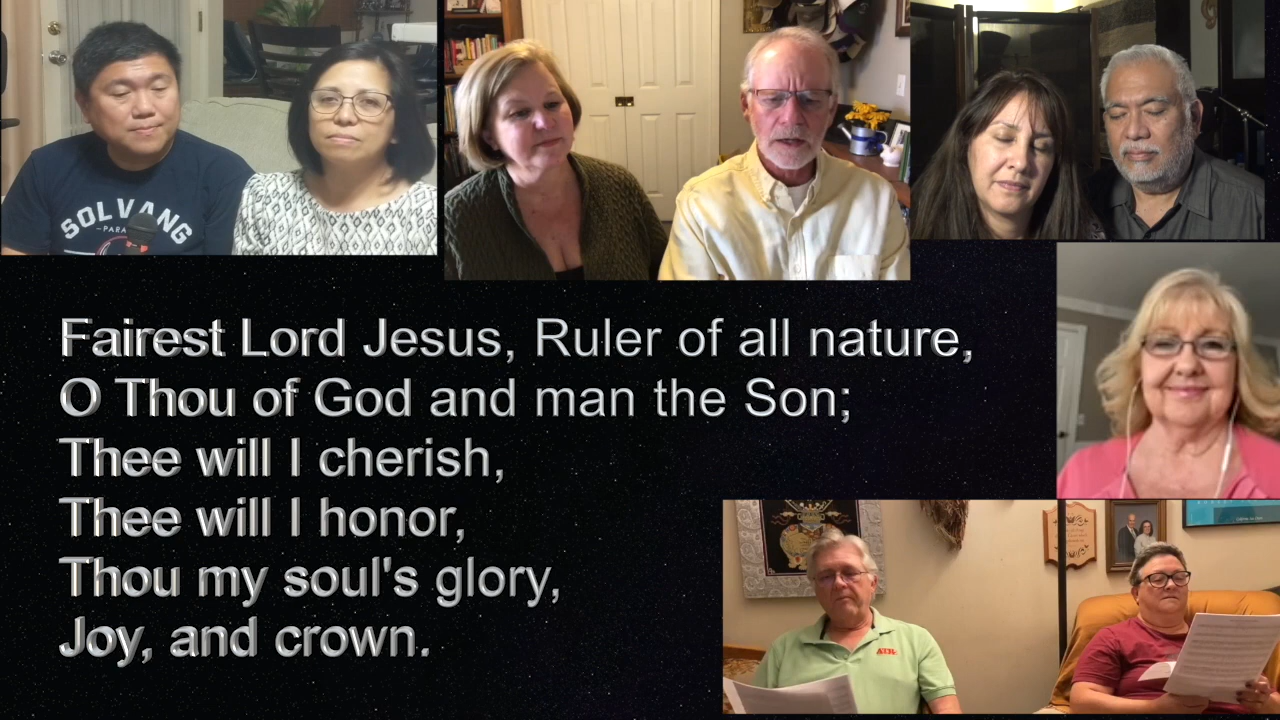 SOLVANG
Fairest Lord Jesus, Ruler of all nature,
O Thou of God and man the Son;
Thee will I cherish,
Thee will I honor,
Thou my soul's glory,
Joy, and crown.